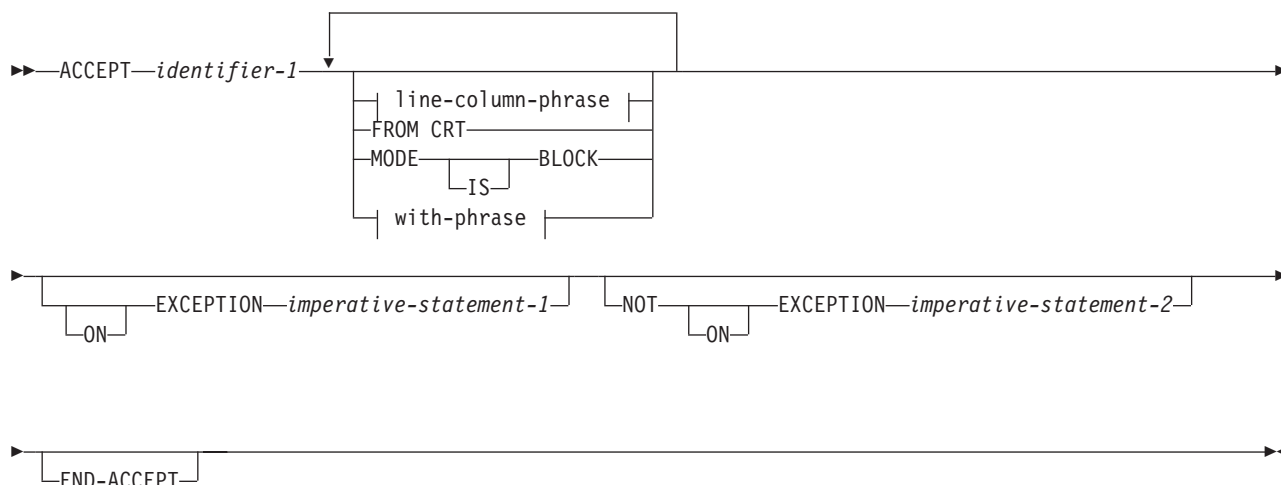 ACCEPT identifier-1
line-column-phrase
FROM CRT
MODE BLOCK
IS
with-phrase
EXCEPTION imperative-statement-1 NOT EXCEPTION imperative-statement-2
ON ON
END-ACCEPT